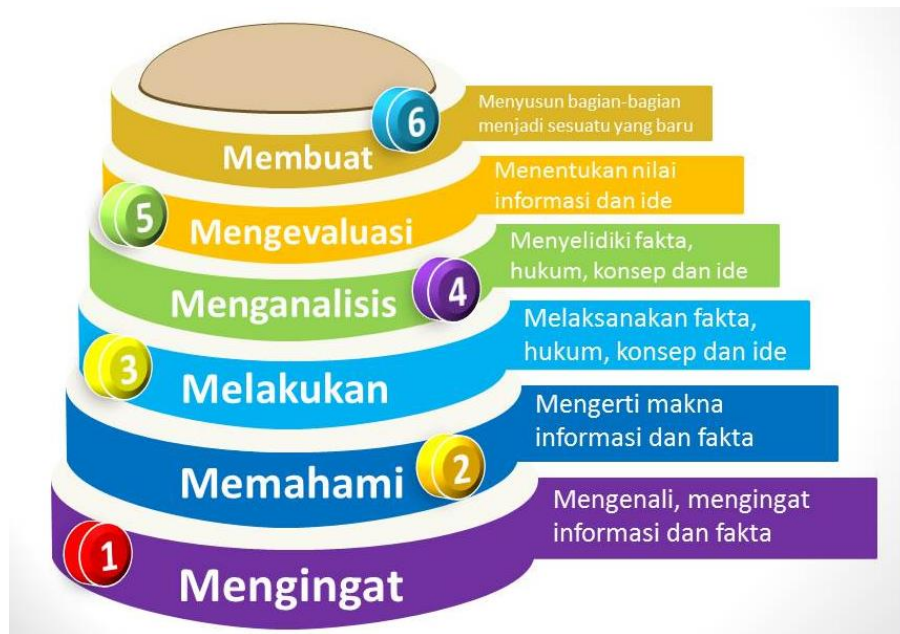 6
Membuat
Menyusun bagian-bagian
menjadi sesuatu yang baru
5
Mengevaluasi
Menentukan nilai
informasi dan ide
Menganalisis
4
Menyelidiki fakta,
hukum, konsep dan ide
3
Melakukan
Melaksanakan fakta,
hukum, konsep dan ide
Memahami
2
Mengerti makna
informasi dan fakta
1
Mengingat
Mengenali, mengingat
informasi dan fakta